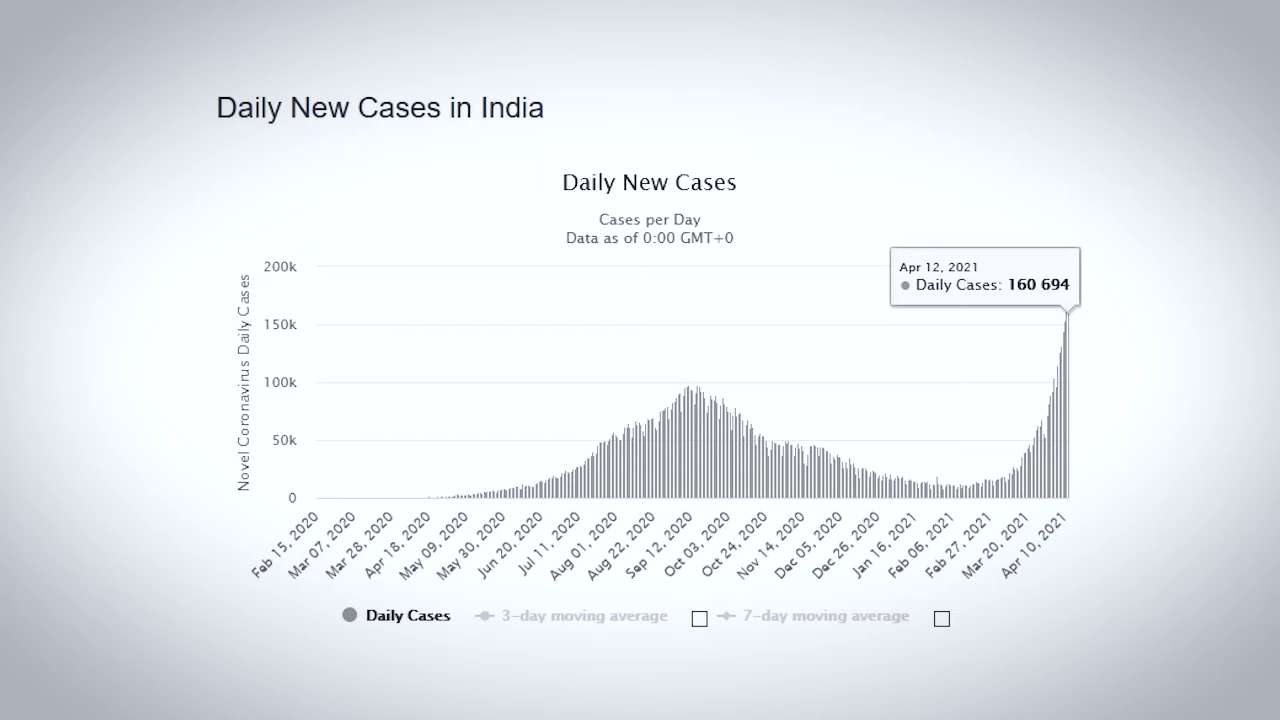 Daily New Cases in India
Daily New Cases
Cases per Day
Data as of 0:00 GMT+0
Novel Coronavirus Daily Cases
200k
150k
100k
50k
0
Apr 12, 2021
Daily Cases: 160 694
Feb 15, 2020
Mar 07, 2020
Mar 28, 2020
Apr 18, 2020
May 09, 2020
May 30, 2020
Jun 20, 2020
Jul 11, 2020
Aug 01, 2020
Aug 22, 2020
Sep 12, 2020
Oct 03, 2020
Oct 24, 2020
Nov 14, 2020
Dec 05, 2020
Dec 26, 2020
Jan 16, 2021
Feb 06, 2021
Feb 27, 2021
Mar 20, 2021
Apr 10, 2021
Daily Cases 3-day moving average 7-day moving average